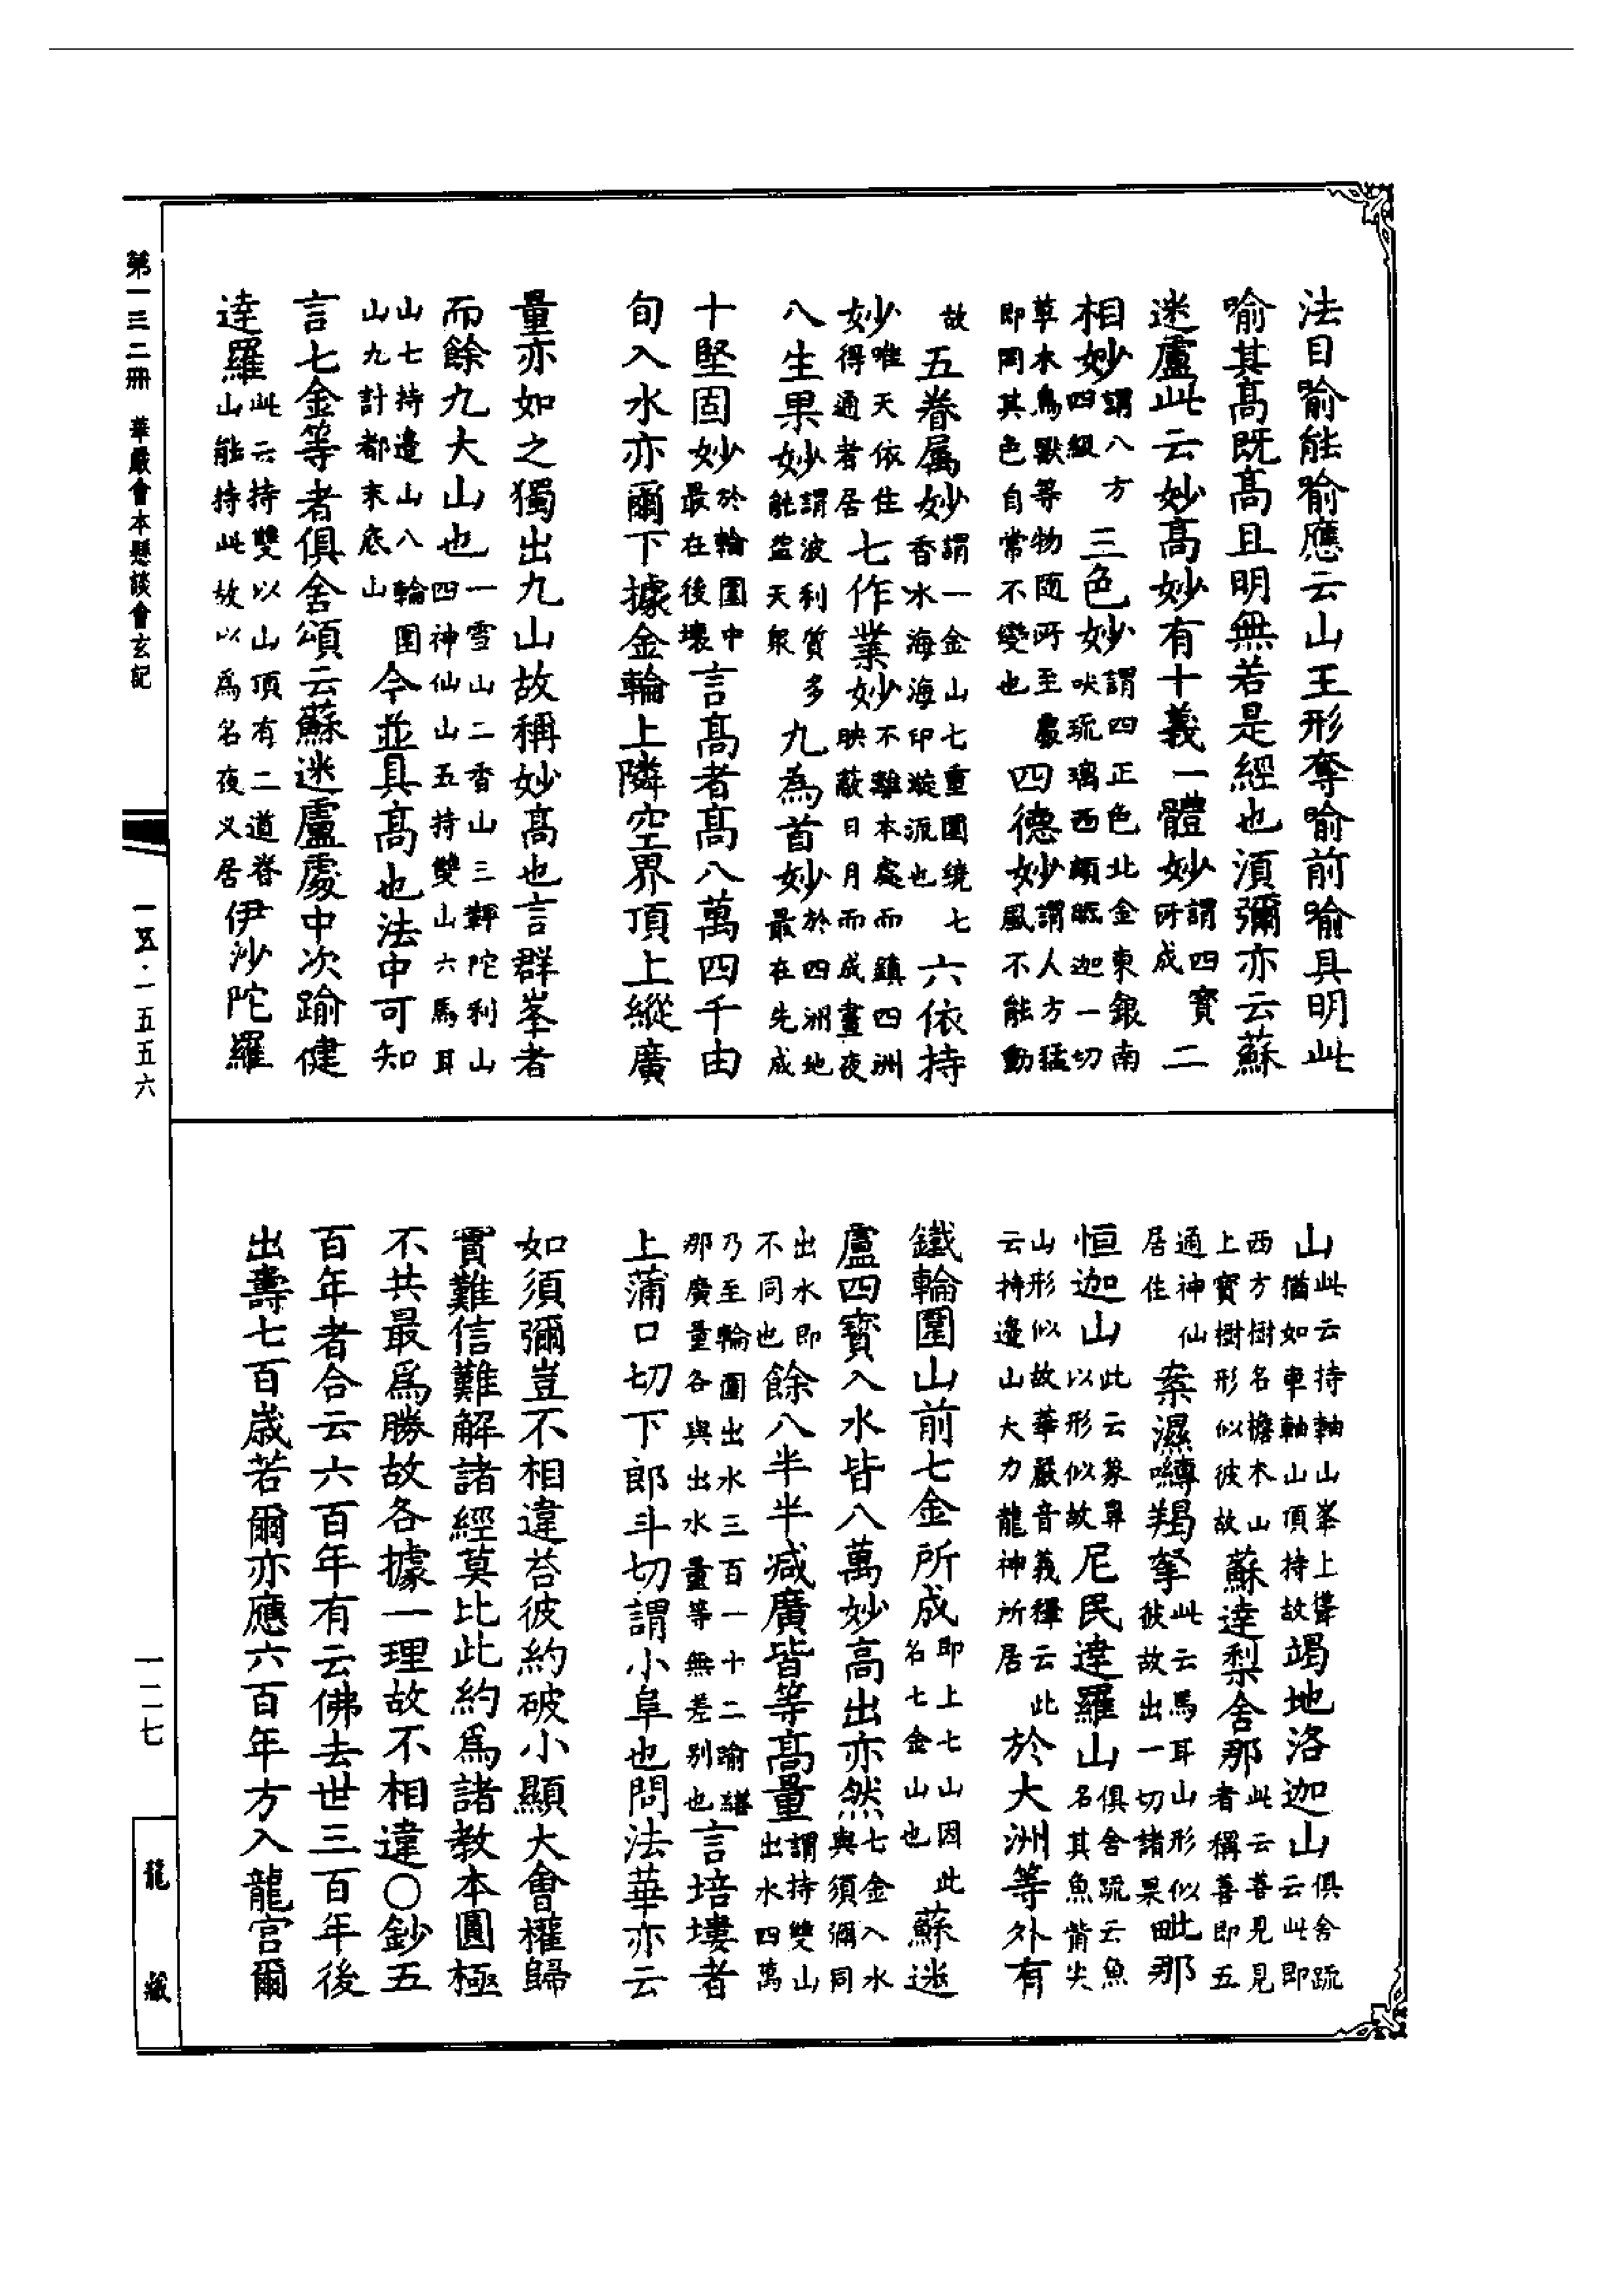 法目喻能喻應云山王形奪喻前喻具明此
喻其高既高且明無若是經也須彌亦云蘇
迷盧此云妙高妙有十義一體妙謂四寶所成二
相妙謂八方四級三色妙謂四正色北金東銀南吠琉璃西頗胝迦一切
草木鳥獸等物随所至處即同其色自常不變也四德妙謂人方猛風不能動
故五眷属妙謂一金山七重圍繞七香水海海印漩流也六依持
妙唯天依住得通者居七作業妙不離本處而鎮四洲映蔽日月而成晝夜
八生果妙謂波利質多能益天眾九為首妙於四洲地最在先成
十堅固妙於輪圍中最在後壞言高者高八萬四千由
旬入水亦爾下據金輪上隣空界頂上縱廣
量亦如之獨出九山故稱妙高也言群峯者
而餘九大山也一雪山二香山三鞞陀利山四神仙山五持雙山六馬耳
山七持邉山八輪圍山九計都末底山今並具高也法中可知
言七金等者俱舍頌云蘇迷盧處中次踰健
達羅此云持雙以山頂有二道脊山能持此故以為名夜义居伊沙陀羅
第一三二冊 華嚴會本懸談會玄記
一五·一五五六
山此云持軸山峯上聳猶如車軸山頂持故竭地洛迦山俱舍疏云此即
西方樹名檐木山上寶樹形似彼故蘇達梨舍那此云善見見者稱善即五
通神仙居住案濕縛羯拏此云馬耳山形似彼故出一切諸果田毗那
恒迦山此云象鼻以形似故尼民達羅山俱舍疏云魚名其魚觜尖
山形似故華嚴音義釋云此云持邊山大力龍神所居於大洲等外有
鐵輪圍山前七金所成即上七山因此名七金山也蘇迷
盧四寶入水皆八萬妙高出亦然七金入水與須彌同
出水即不同也餘八半半減廣皆等高量謂持雙山出水四萬
乃至輪圍出水三百一十二踰繕那廣量各與出水量等無差别也言培塿者
上蒲口切下郎斗切謂小阜也問法華亦云
如須彌豈不相違荅彼約破小顯大會權歸
實難信難解諸經莫比此約爲諸教本圓極
不共最爲勝故各據一理故不相違○鈔五
百年者合云六百年有云佛去世三百年後
出壽七百歲若爾亦應六百年方入龍宮爾
一二七
龍藏